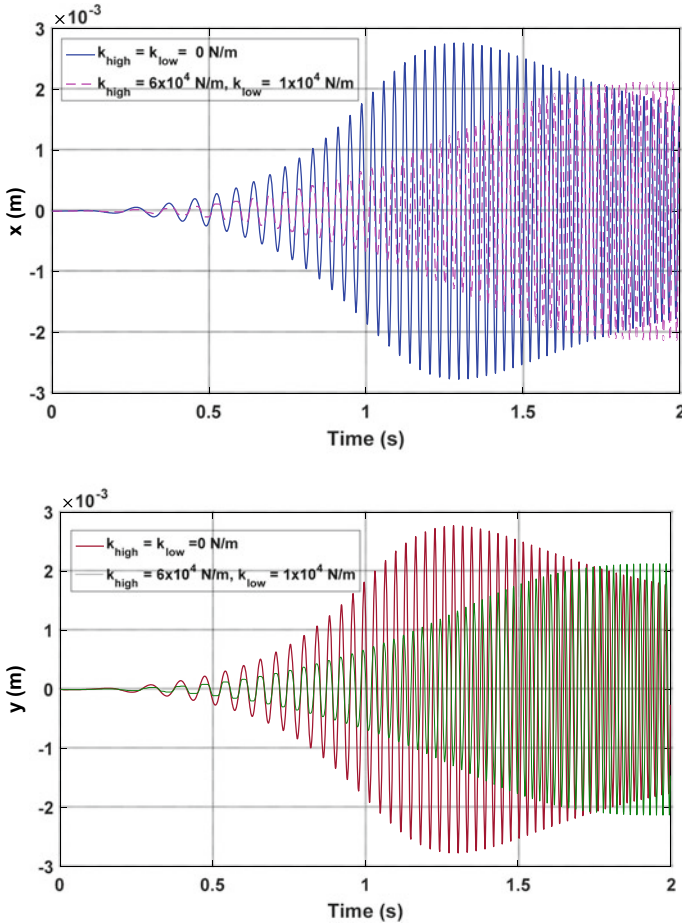 ×10⁻³
3
k_high = k_low = 0 N/m
k_high = 6x10⁴ N/m, k_low = 1x10⁴ N/m
2
1
0
-1
-2
-3
x (m)
0 0.5 1 1.5 2
Time (s)
×10⁻³
3
k_high = k_low =0 N/m
k_high = 6x10⁴ N/m, k_low = 1x10⁴ N/m
2
1
0
-1
-2
-3
y (m)
0 0.5 1 1.5 2
Time (s)